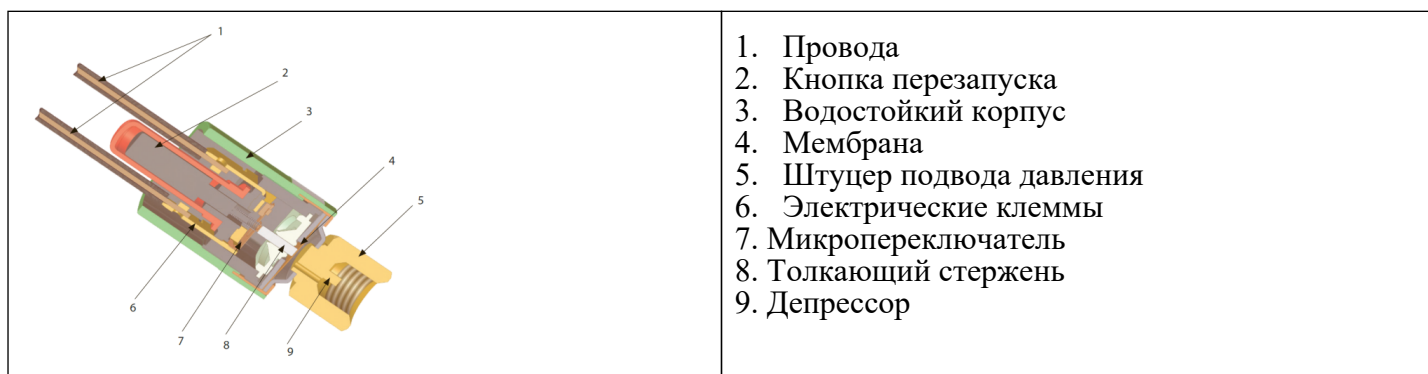 1
2
3
4
5
6
7
8
9
1. Провода
2. Кнопка перезапуска
3. Водостойкий корпус
4. Мембрана
5. Штуцер подвода давления
6. Электрические клеммы
7. Микропереключатель
8. Толкающий стержень
9. Депрессор